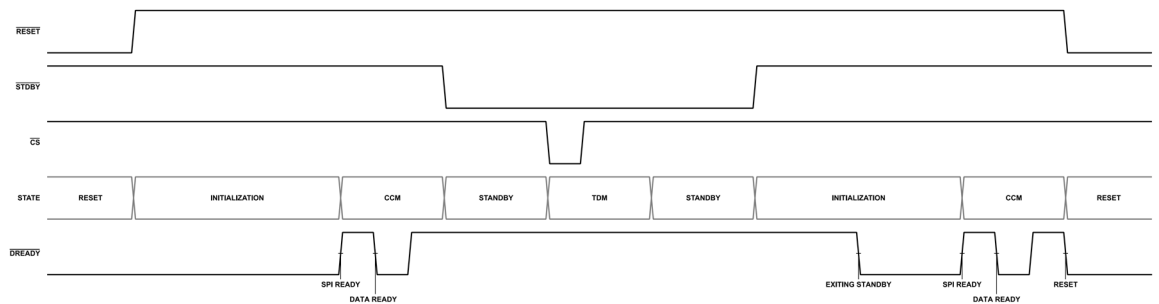 RESET
STDBY
CS
STATE RESET INITIALIZATION CCM STANDBY TDM STANDBY INITIALIZATION CCM RESET
DREADY
SPI READY EXITING STANDBY SPI READY RESET
DATA READY DATA READY